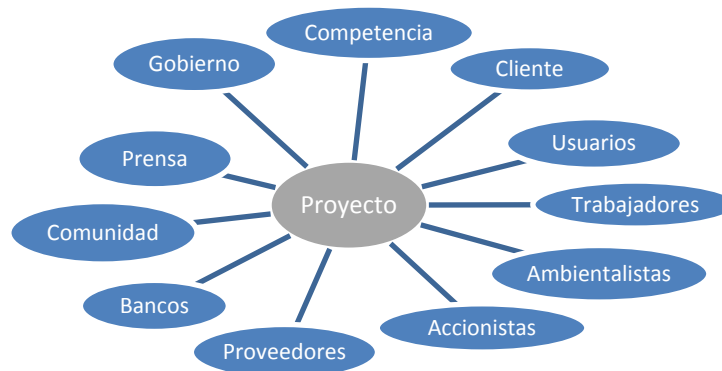 Competencia
Gobierno
Cliente
Usuarios
Prensa
Proyecto
Trabajadores
Comunidad
Ambientalistas
Bancos
Accionistas
Proveedores